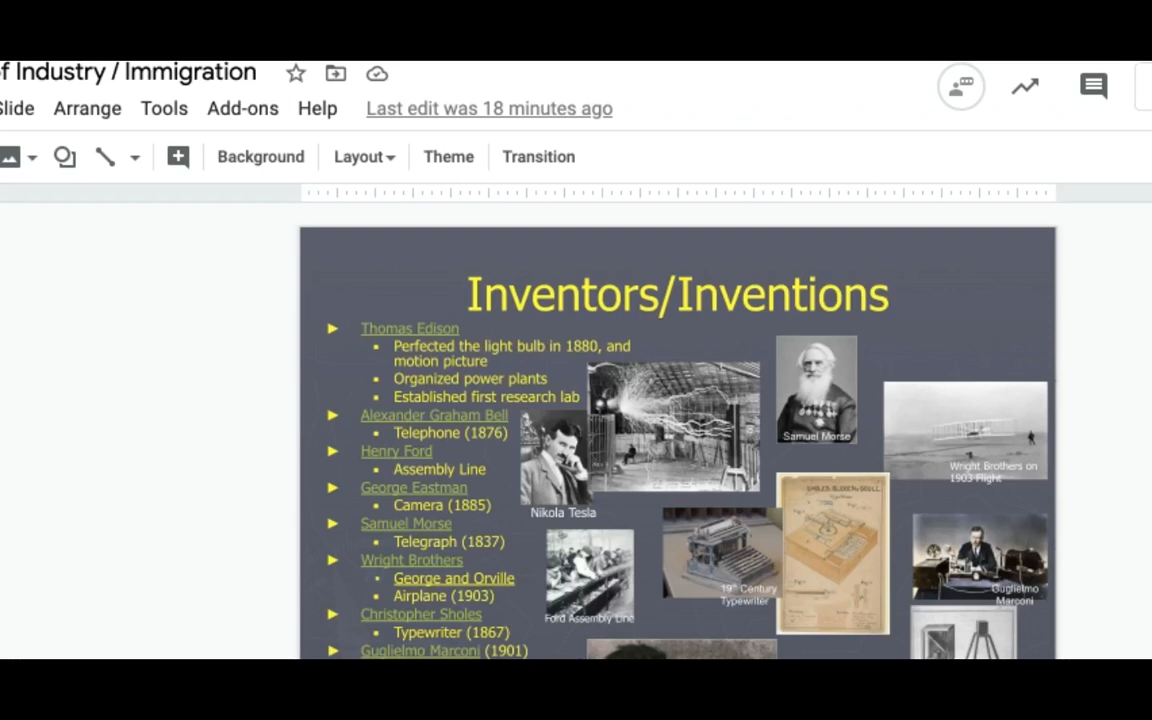 f Industry / Immigration
Slide Arrange Tools Add-ons Help Last edit was 18 minutes ago
Background Layout Theme Transition
Inventors/Inventions
Thomas Edison
Perfected the light bulb in 1880, and
motion picture
Organized power plants
Established first research lab
Alexander Graham Bell
Telephone (1876)
Henry Ford
Assembly Line
George Eastman
Camera (1885)
Samuel Morse
Telegraph (1837)
Wright Brothers
George and Orville
Airplane (1903)
Christopher Sholes
Typewriter (1867)
Guglielmo Marconi (1901)
Nikola Tesla
Samuel Morse
Wright Brothers on
1903 Flight
Ford Assembly Line
19th Century
Typewriter
Guglielmo
Marconi